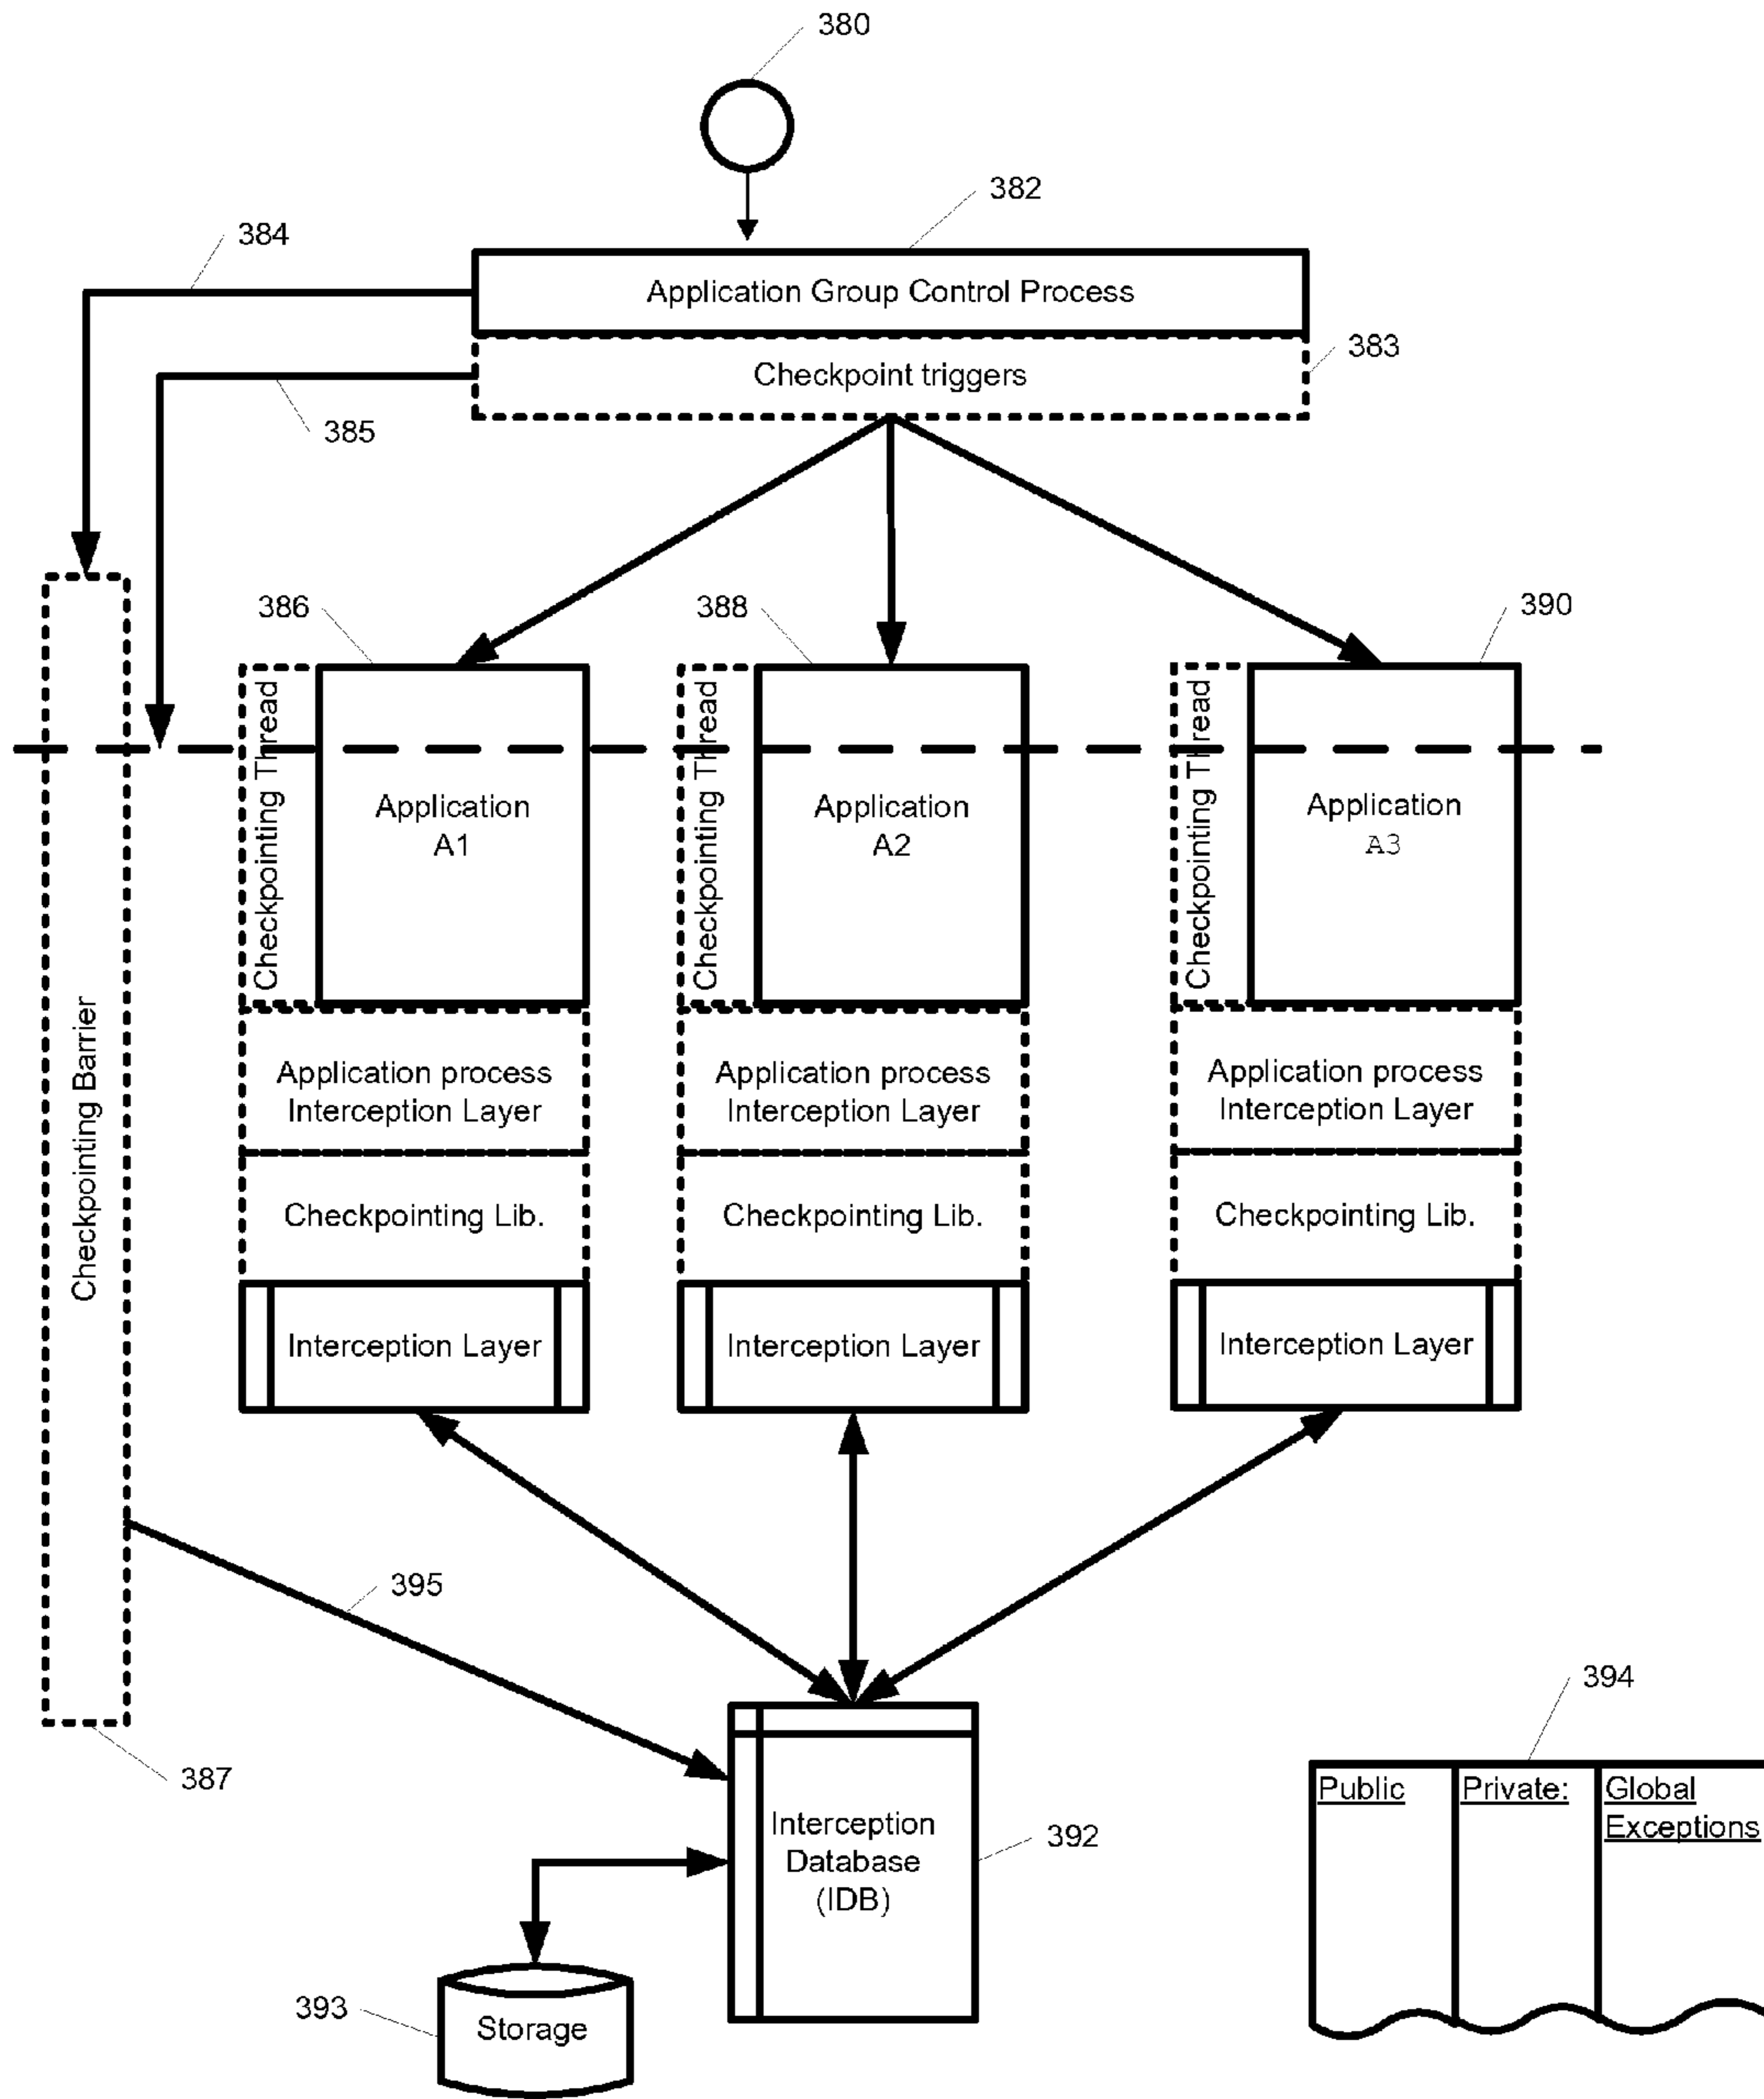 380
382
384
Application Group Control Process
383
Checkpoint triggers
385
386
388
390
Checkpointing Thread
Application
A1
Checkpointing Thread
Application
A2
Checkpointing Thread
Application
A3
Checkpointing Barrier
Application process
Interception Layer
Application process
Interception Layer
Application process
Interception Layer
Checkpointing Lib.
Checkpointing Lib.
Checkpointing Lib.
Interception Layer
Interception Layer
Interception Layer
395
394
387
Public
Private:
Global
Exceptions
Interception
Database
(IDB)
392
393
Storage